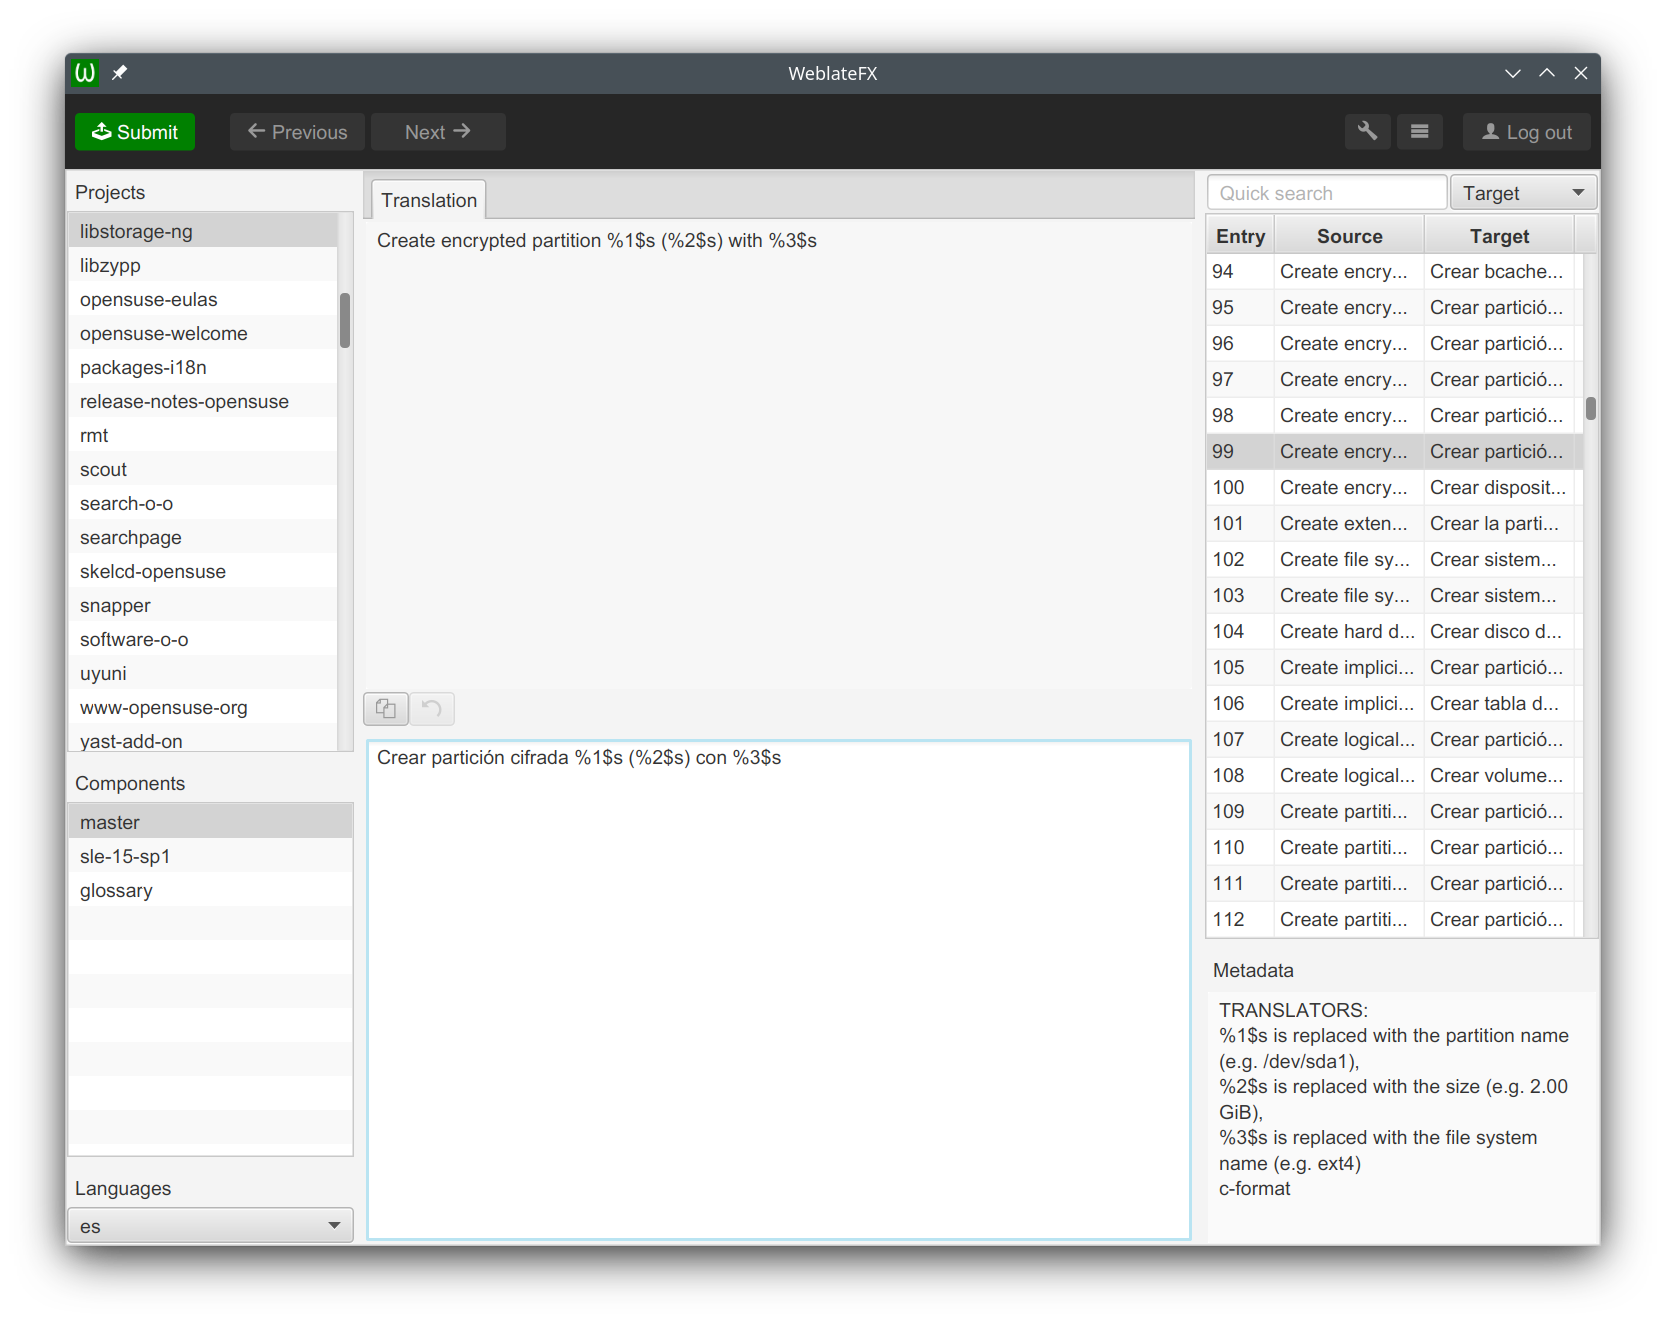 WeblateFX
Submit
Previous
Next
Log out
Projects
libstorage-ng
libzypp
opensuse-eulas
opensuse-welcome
packages-i18n
release-notes-opensuse
rmt
scout
search-o-o
searchpage
skelcd-opensuse
snapper
software-o-o
uyuni
www-opensuse-org
yast-add-on
Components
master
sle-15-sp1
glossary
Languages
es
Translation
Create encrypted partition %1$s (%2$s) with %3$s
Crear partición cifrada %1$s (%2$s) con %3$s
Quick search
Target
Entry Source Target
94 Create encry... Crear bcache...
95 Create encry... Crear partició...
96 Create encry... Crear partició...
97 Create encry... Crear partició...
98 Create encry... Crear partició...
99 Create encry... Crear partició...
100 Create encry... Crear disposit...
101 Create exten... Crear la parti...
102 Create file sy... Crear sistem...
103 Create file sy... Crear sistem...
104 Create hard d... Crear disco d...
105 Create implici... Crear partició...
106 Create implici... Crear tabla d...
107 Create logical... Crear partició...
108 Create logical... Crear volume...
109 Create partiti... Crear partició...
110 Create partiti... Crear partició...
111 Create partiti... Crear partició...
112 Create partiti... Crear partició...
Metadata
TRANSLATORS:
%1$s is replaced with the partition name
(e.g. /dev/sda1),
%2$s is replaced with the size (e.g. 2.00
GiB),
%3$s is replaced with the file system
name (e.g. ext4)
c-format